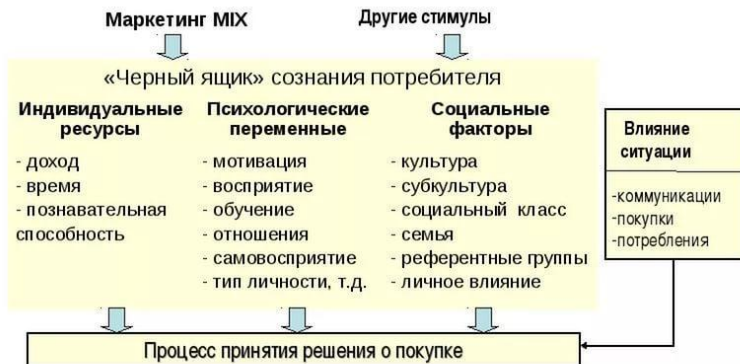 Маркетинг MIX
Другие стимулы
«Черный ящик» сознания потребителя
Индивидуальные
ресурсы
- доход
- время
- познавательная
способность
Психологические
переменные
- мотивация
- восприятие
- обучение
- отношения
- самовосприятие
- тип личности, т.д.
Социальные
факторы
- культура
- субкультура
- социальный класс
- семья
- референтные группы
- личное влияние
Влияние
ситуации
-коммуникации
-покупки
-потребления
Процесс принятия решения о покупке